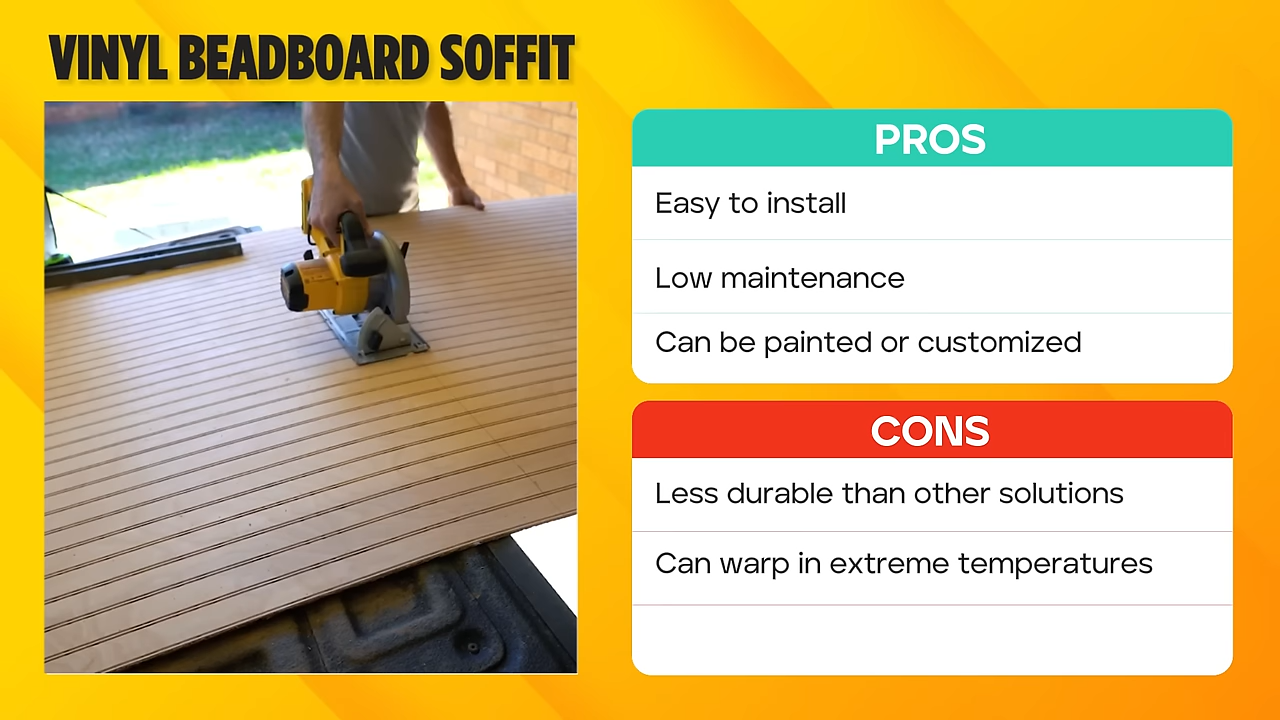 VINYL BEADBOARD SOFFIT
PROS
Easy to install
Low maintenance
Can be painted or customized
CONS
Less durable than other solutions
Can warp in extreme temperatures